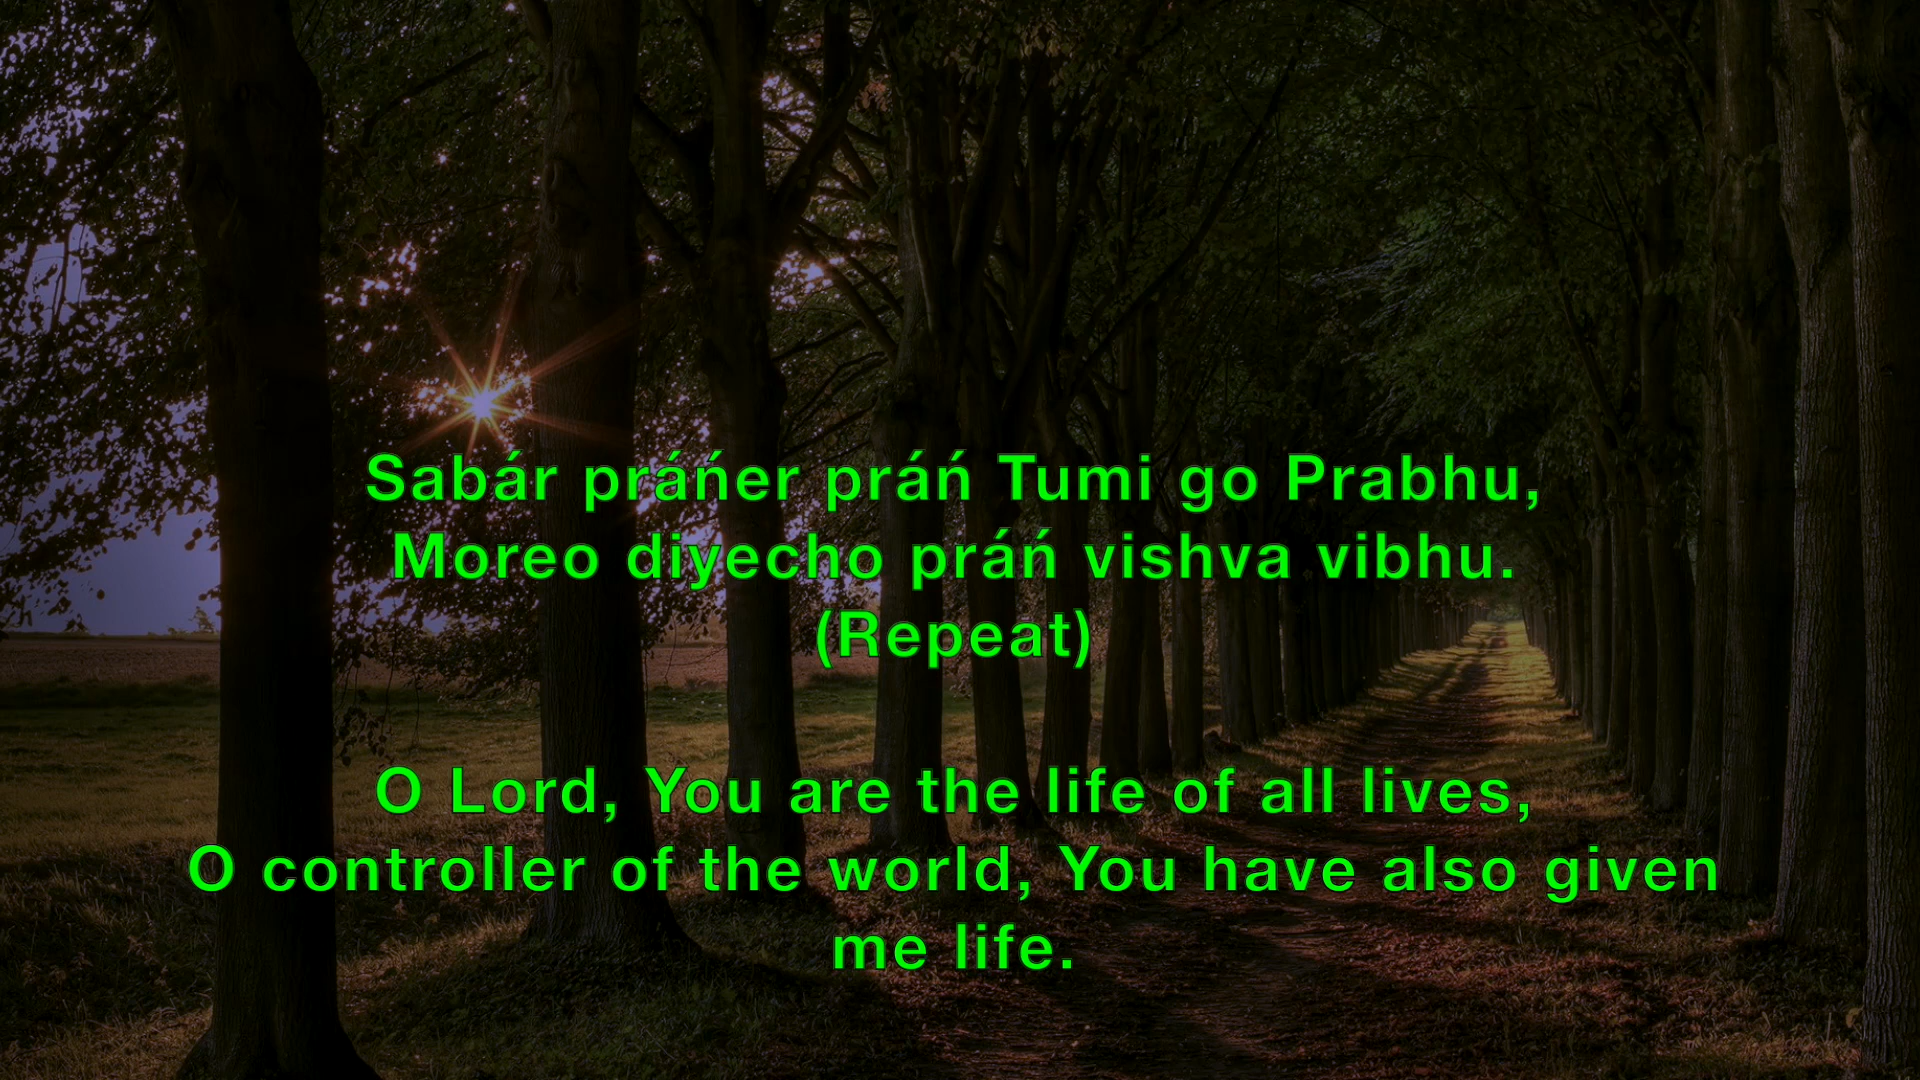 Sabár práńer práń Tumi go Prabhu,
Moreo diyecho práń vishva vibhu.
(Repeat)
O Lord, You are the life of all lives,
O controller of the world, You have also given
me life.